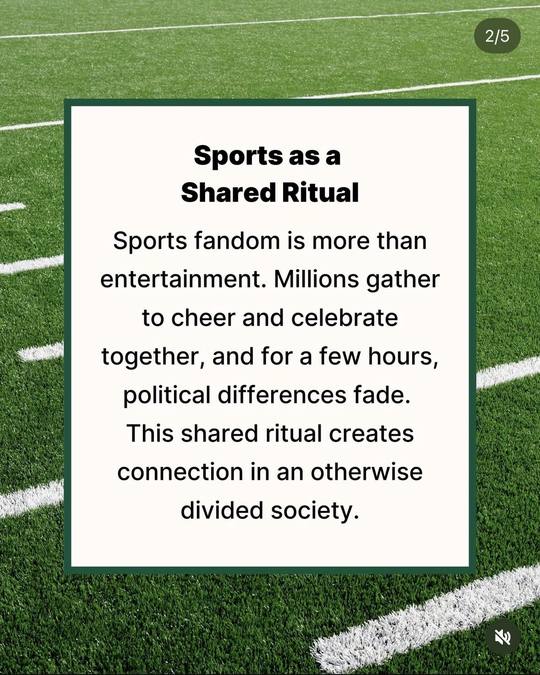 2/5
Sports as a
Shared Ritual
Sports fandom is more than
entertainment. Millions gather
to cheer and celebrate
together, and for a few hours,
political differences fade.
This shared ritual creates
connection in an otherwise
divided society.